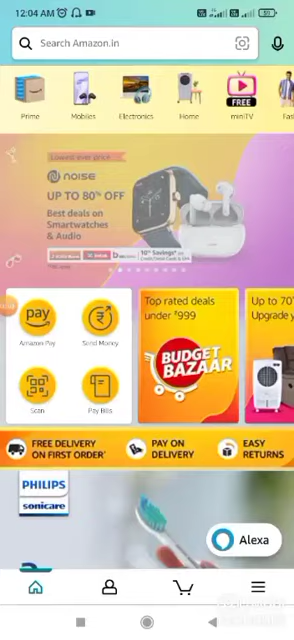 12:04 AM
Search Amazon.in
Prime
Mobiles
Electronics
Home
miniTV
FREE
Lowest ever price
noise
UP TO 80% OFF
Best deals on
Smartwatches
& Audio
10% Savings*
pay
Amazon Pay
Send Money
Scan
Pay Bills
Top rated deals
under ₹999
BUDGET
BAZAAR
Up to 70
Upgrade y
FREE DELIVERY
ON FIRST ORDER*
PAY ON
DELIVERY
EASY
RETURNS
PHILIPS
sonicare
Alexa